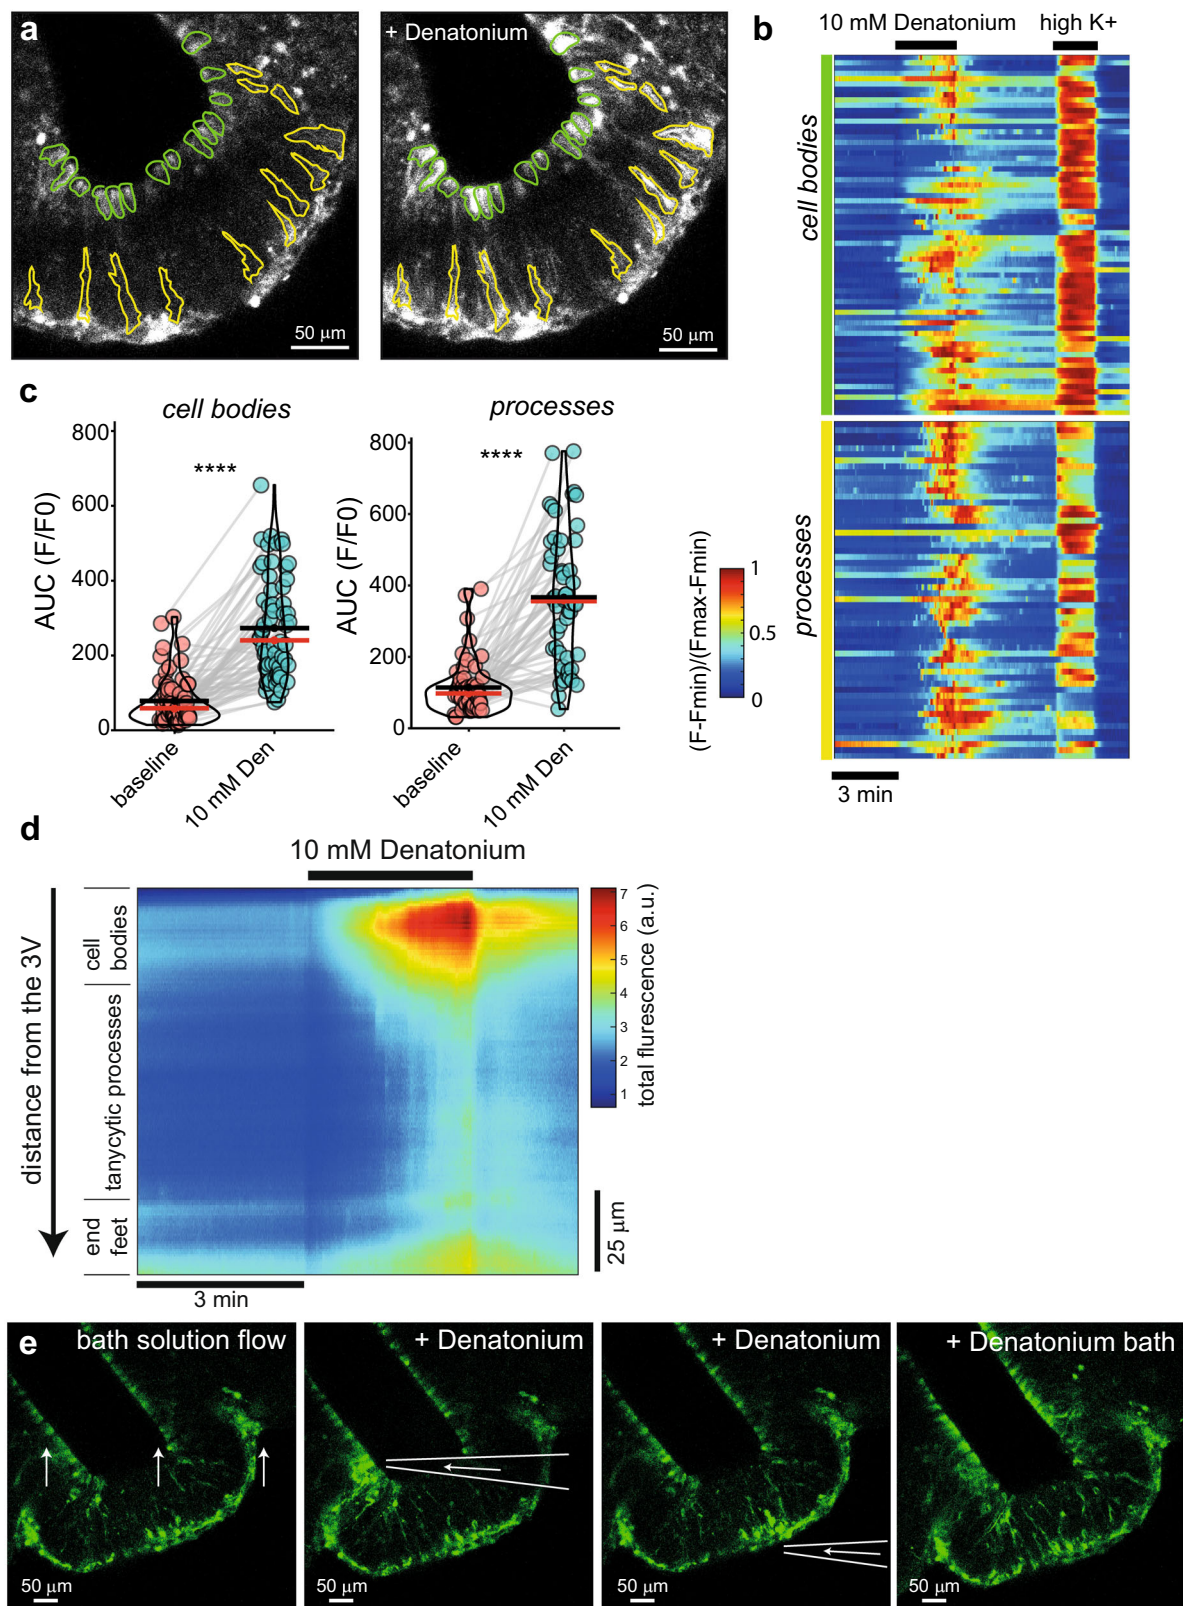 a
+ Denatonium
50 μm
50 μm
b
10 mM Denatonium
high K+
cell bodies
processes
3 min
c
cell bodies
processes
800
600
400
200
0
AUC (F/F0)
****
baseline
10 mM Den
800
600
400
200
0
AUC (F/F0)
****
baseline
10 mM Den
1
0.5
0
(F-Fmin)/(Fmax-Fmin)
d
10 mM Denatonium
distance from the 3V
cell
bodies
tanycytic processes
end
feet
3 min
7
6
5
4
3
2
1
total flurescence (a.u.)
25 μm
e
bath solution flow
+ Denatonium
+ Denatonium
+ Denatonium bath
50 μm
50 μm
50 μm
50 μm